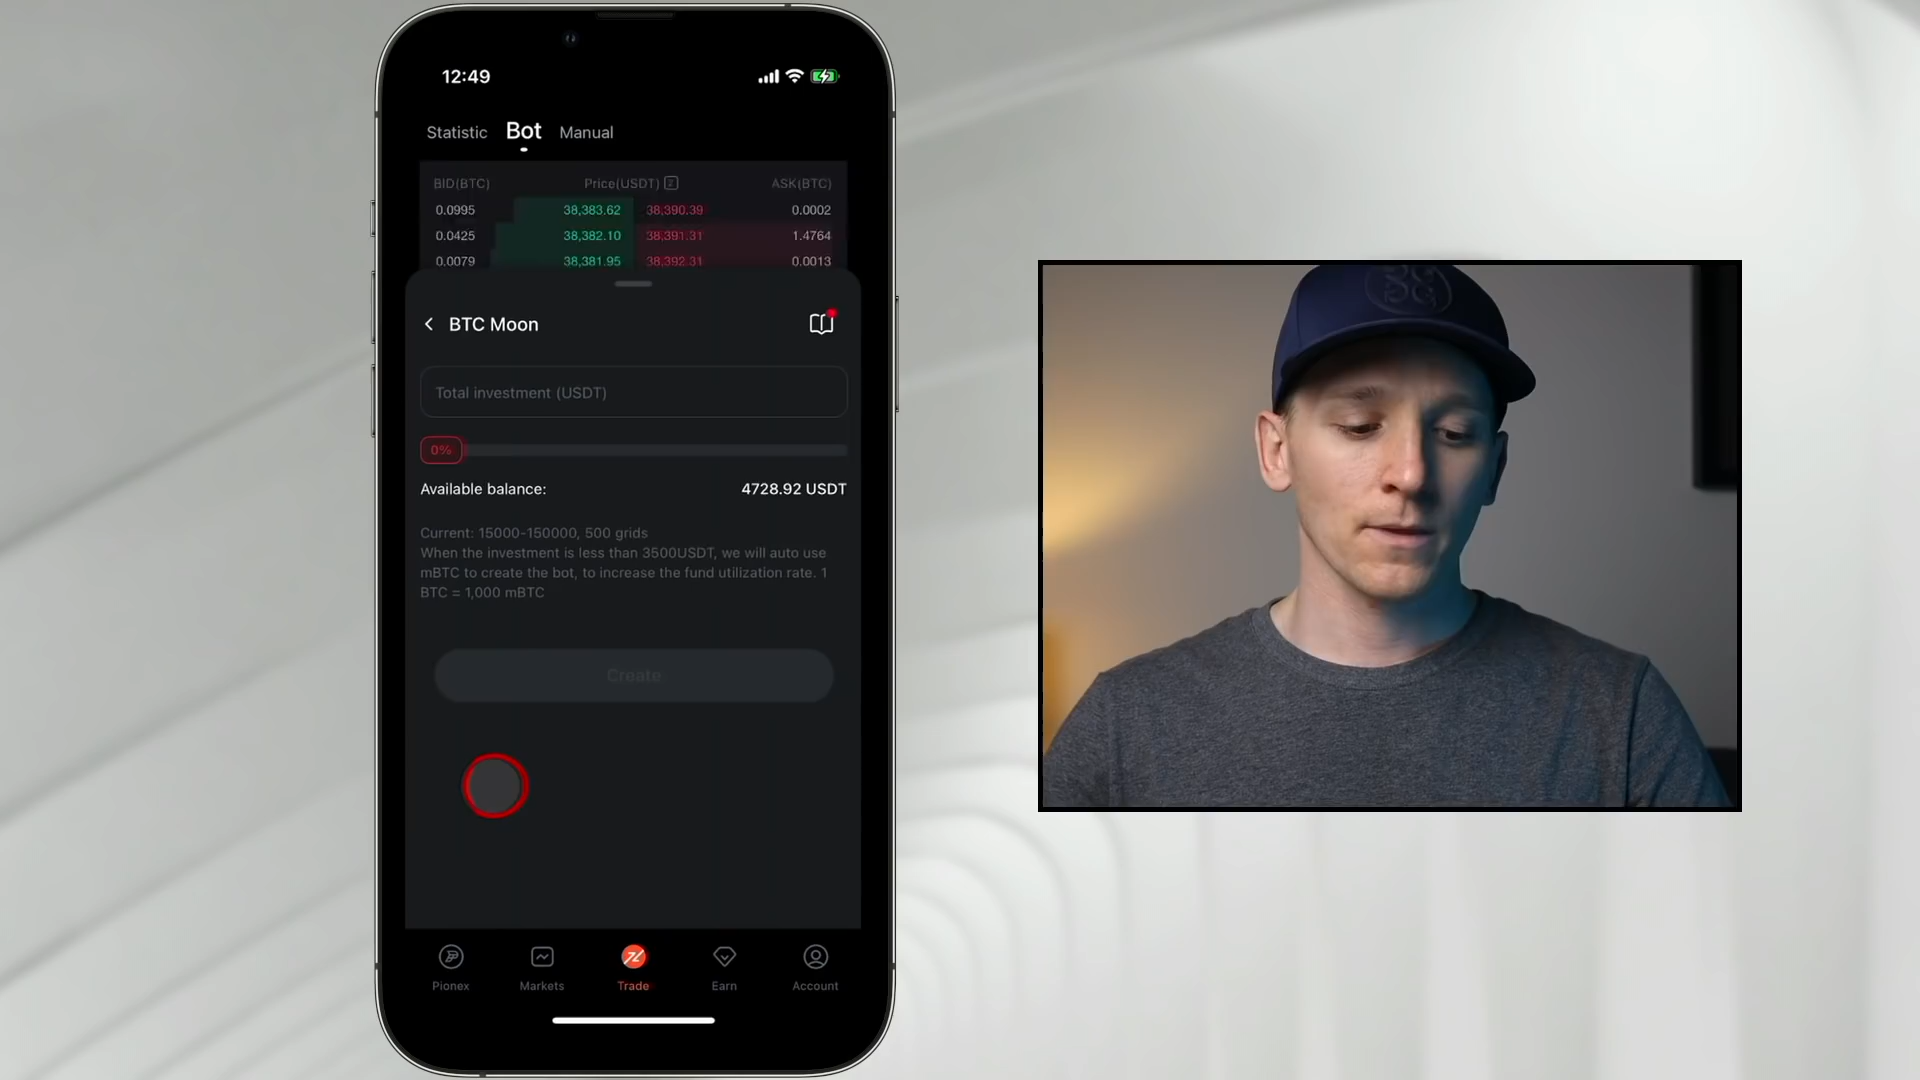 12:49
Statistic Bot Manual
BID(BTC) Price(USDT) ASK(BTC)
0.0995 38,383.62 38,390.39 0.0002
0.0425 38,382.10 38,391.31 1.4764
0.0079 38,381.95 38,392.31 0.0013
BTC Moon
Total investment (USDT)
0%
Available balance: 4728.92 USDT
Current: 15000-150000, 500 grids
When the investment is less than 3500USDT, we will auto use
mBTC to create the bot, to increase the fund utilization rate. 1
BTC = 1,000 mBTC
Create
Pionex Markets Trade Earn Account